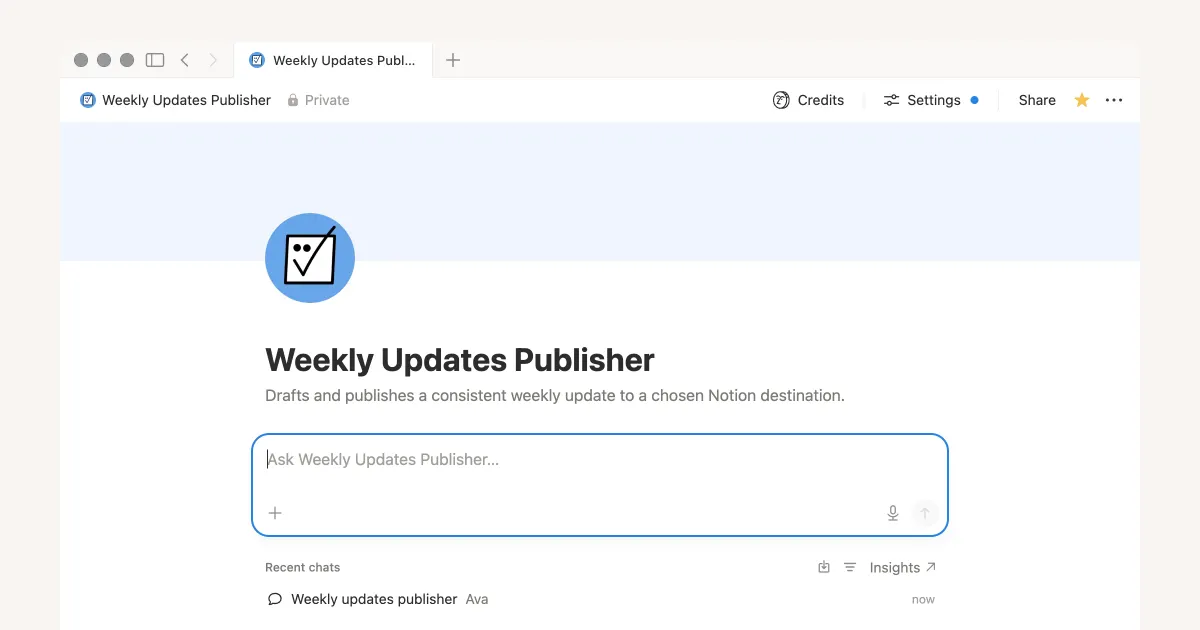 Weekly Updates Publ...
Weekly Updates Publisher Private Credits Settings Share
Weekly Updates Publisher
Drafts and publishes a consistent weekly update to a chosen Notion destination.
Ask Weekly Updates Publisher...
Recent chats Insights
Weekly updates publisher Ava now